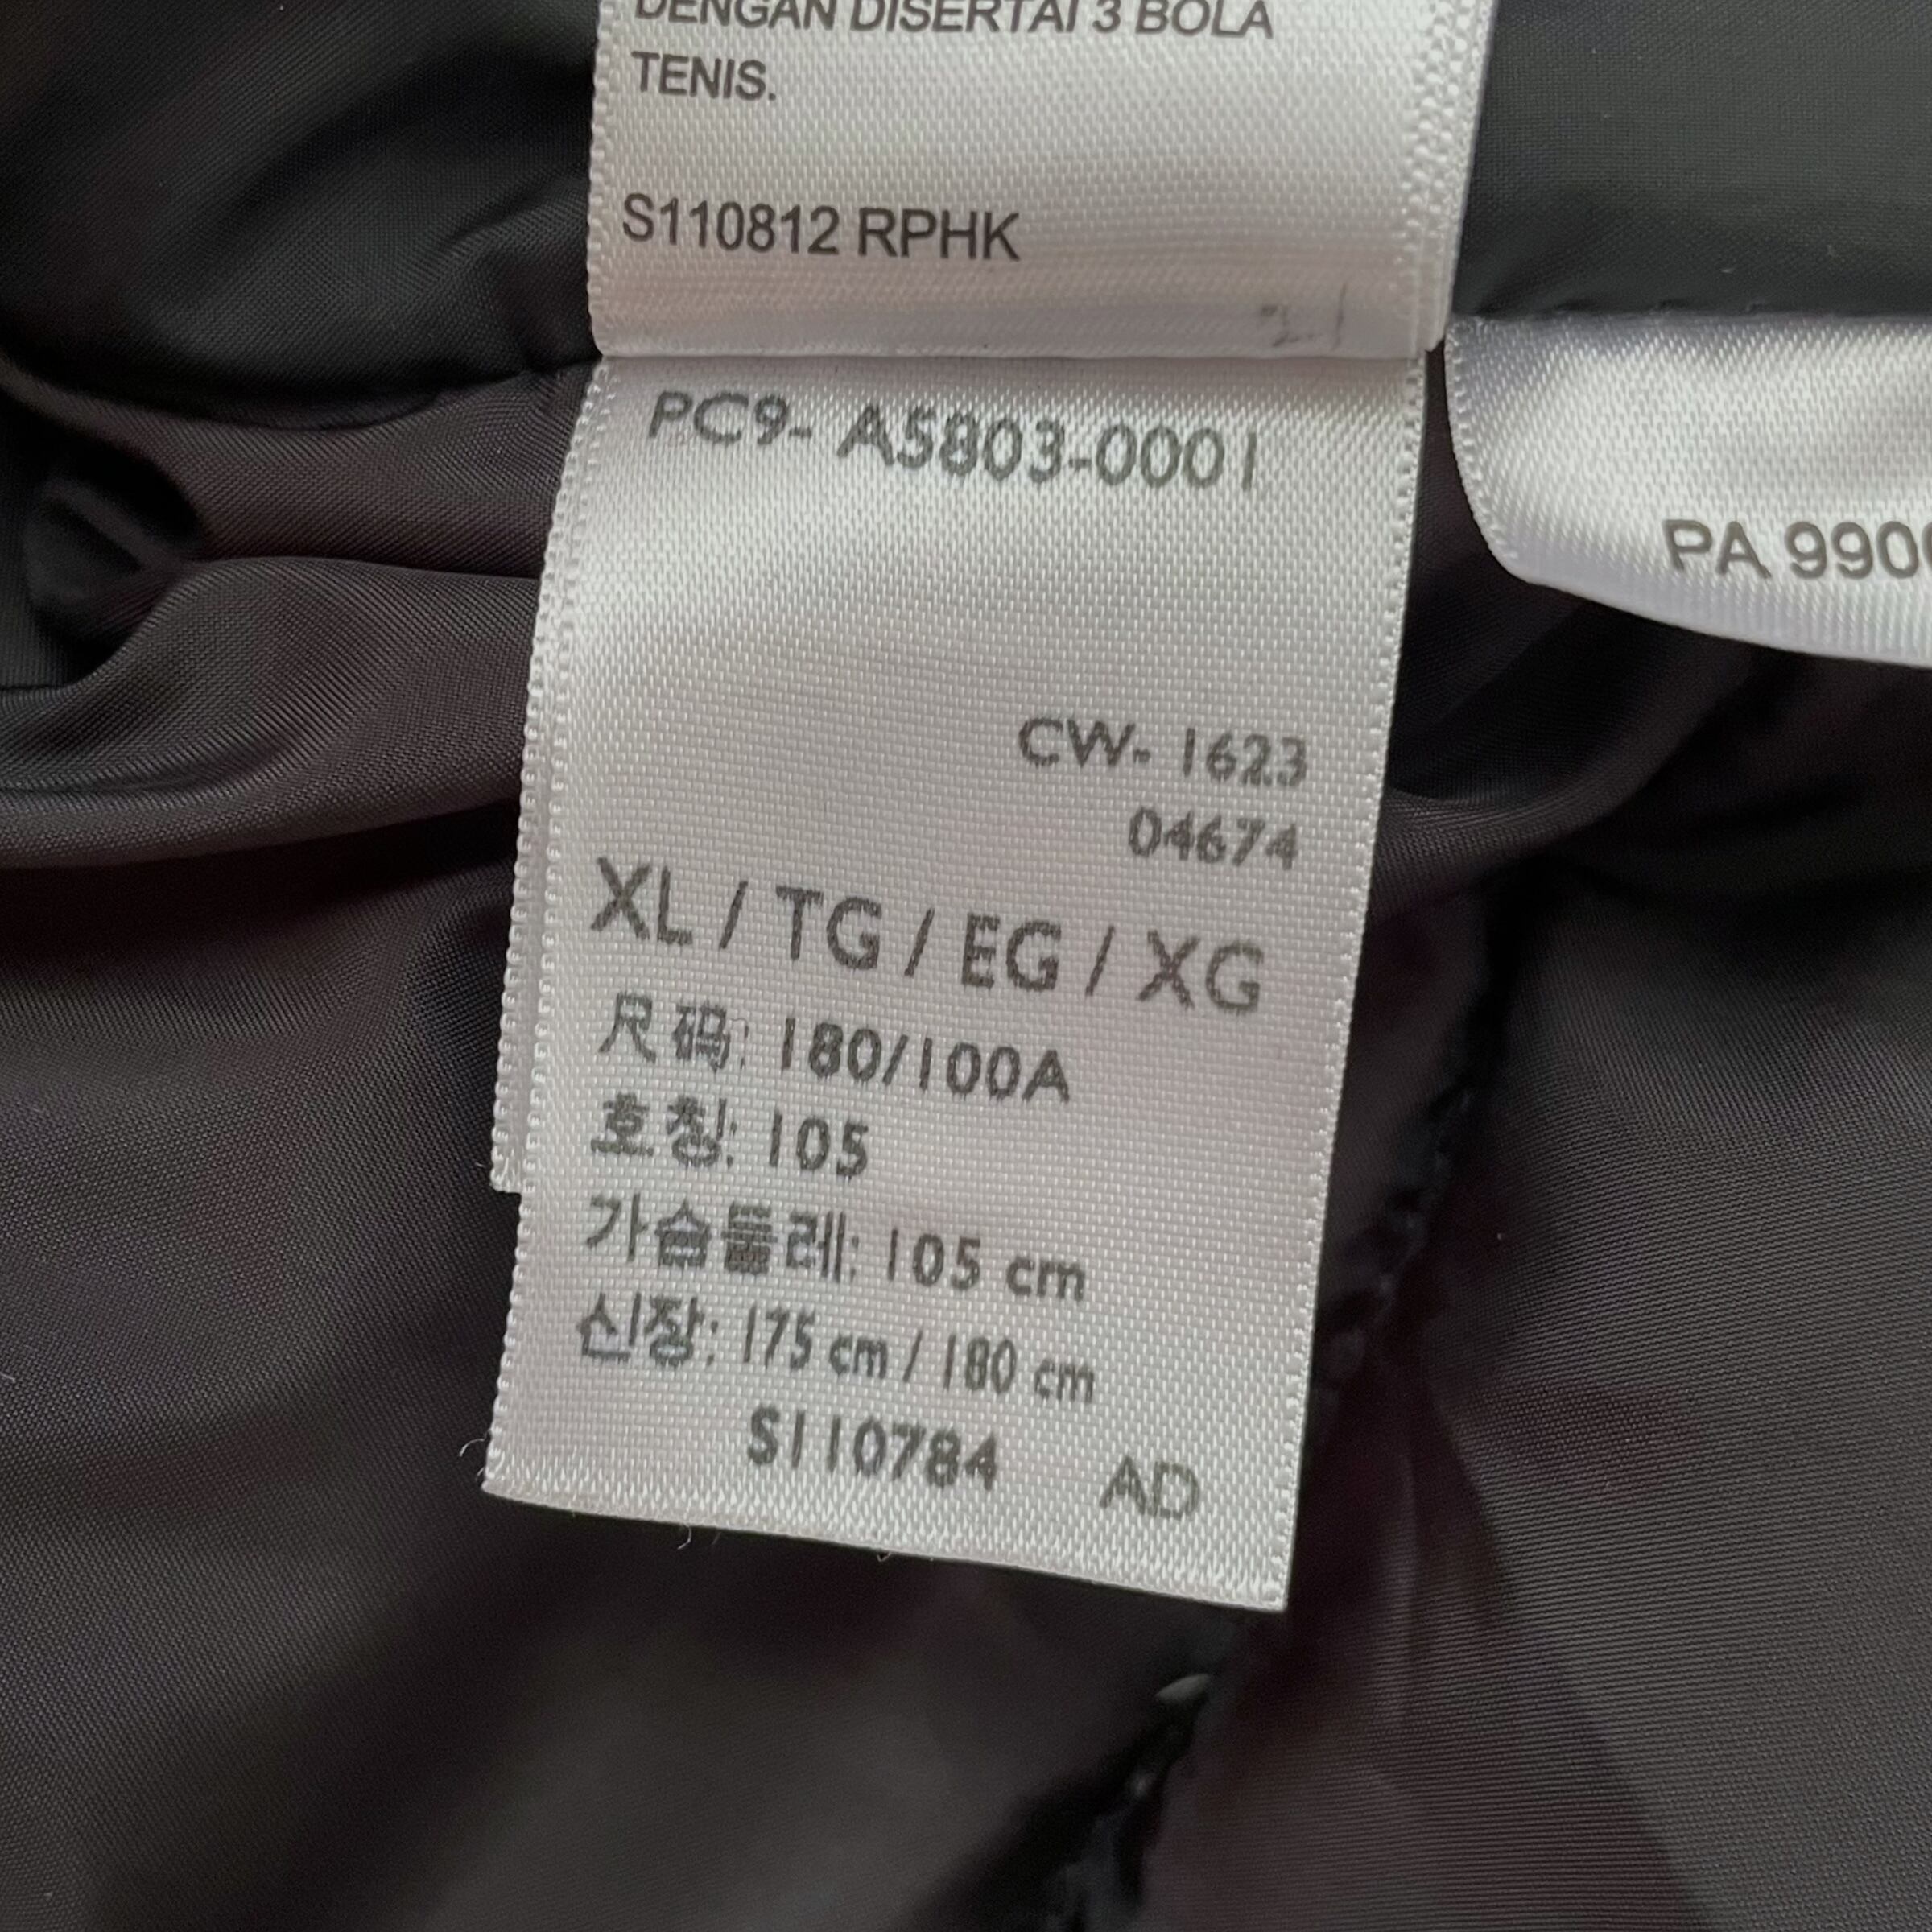 DENGAN DISERTAI 3 BOLA
TENIS.
S110812 RPHK
21
PC9- A5803-0001
PA 990
CW- 1623
04674
XL / TG / EG / XG
尺码: 180/100A
호칭: 105
가슴둘레: 105 cm
신장: 175 cm / 180 cm
S110784 AD